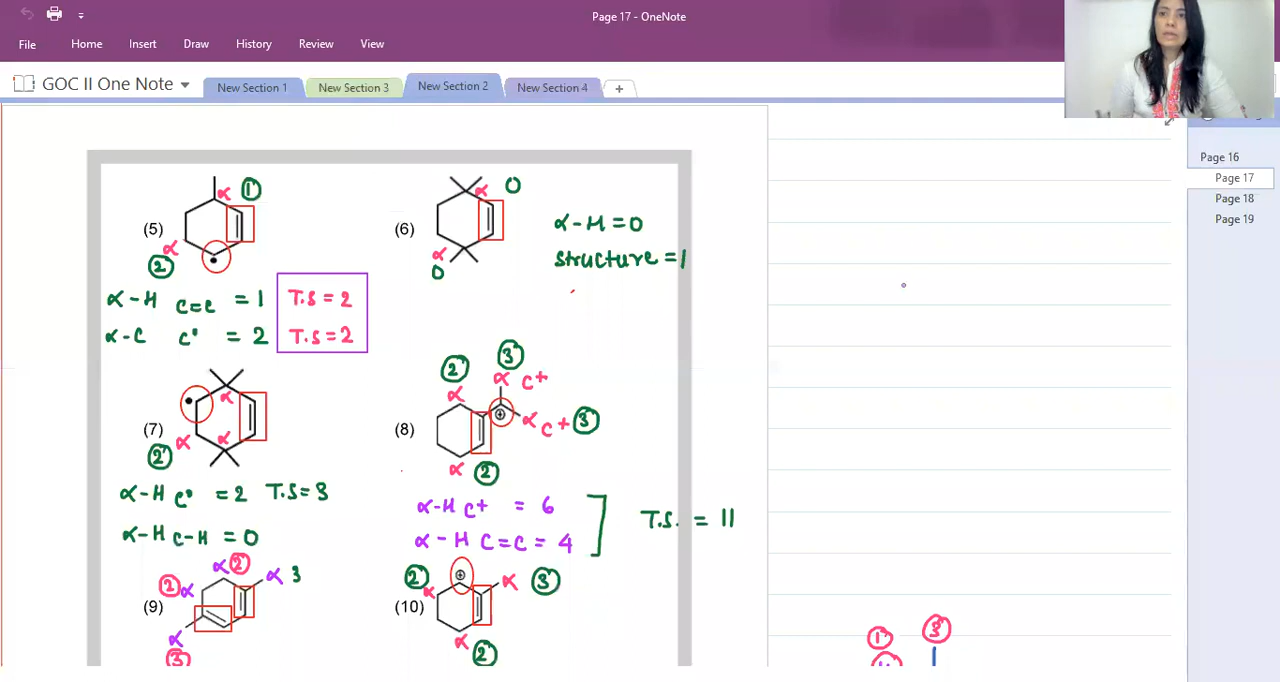 Page 17 - OneNote
File Home Insert Draw History Review View
GOC II One Note New Section 1 New Section 3 New Section 2 New Section 4 +
Page 16
Page 17
Page 18
Page 19
(5) α 1 α 2
α-H C=C = 1 T.S = 2
α-C C• = 2 T.S = 2
(6) α 0 α 0
α-H = 0
structure = 1
(7) α α α 2
α-H C• = 2 T.S = 3
α-H C-H = 0
(8) 2 α 3 α C+ α C+ 3 α 2
α-H C+ = 6
α-H C=C = 4
T.S. = 11
(9) α 2 α 3 2 α α 3
(10) 2 α α 3 α 2
1 3